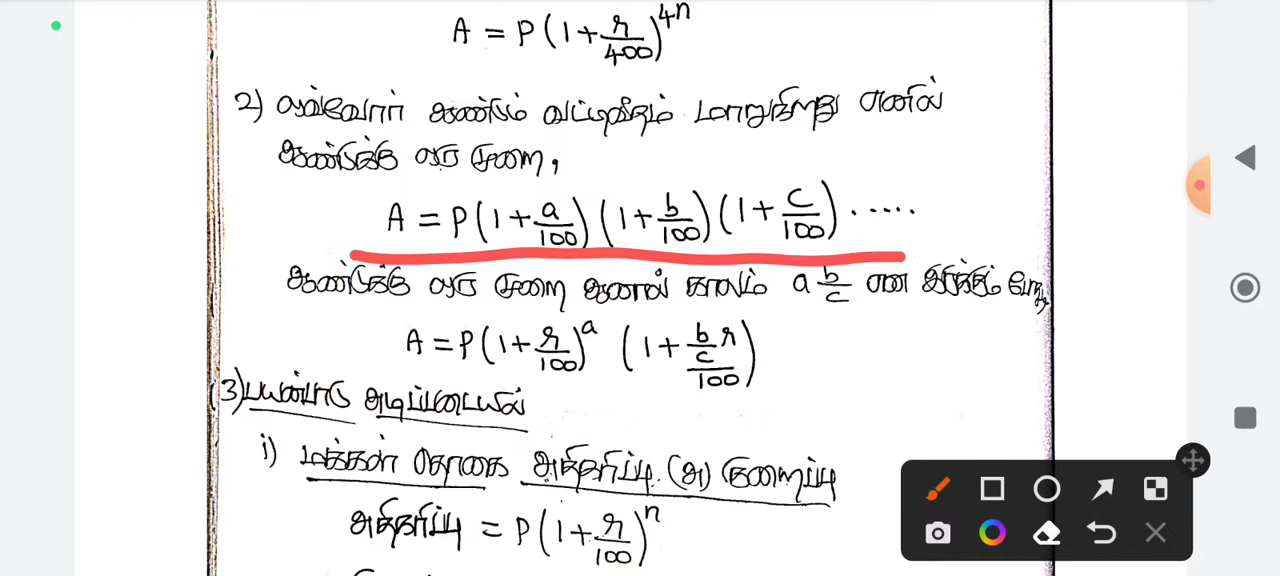 A = P(1 + r/400)^4n
2) ஒவ்வோர் ஆண்டும் வட்டிவீதம் மாறுகின்றது எனில்
ஆண்டுக்கு ஒரு முறை,
A = P(1 + a/100)(1 + b/100)(1 + c/100).....
ஆண்டுக்கு ஒரு முறை ஆனால் காலம் a b/c என இருக்கும் போது,
A = P(1 + r/100)^a (1 + (b/c r)/100)
(3) பயன்பாடு அடிப்படையில்
i) மக்கள் தொகை அதிகரிப்பு (அ) குறைப்பு
அதிகரிப்பு = P(1 + r/100)^n